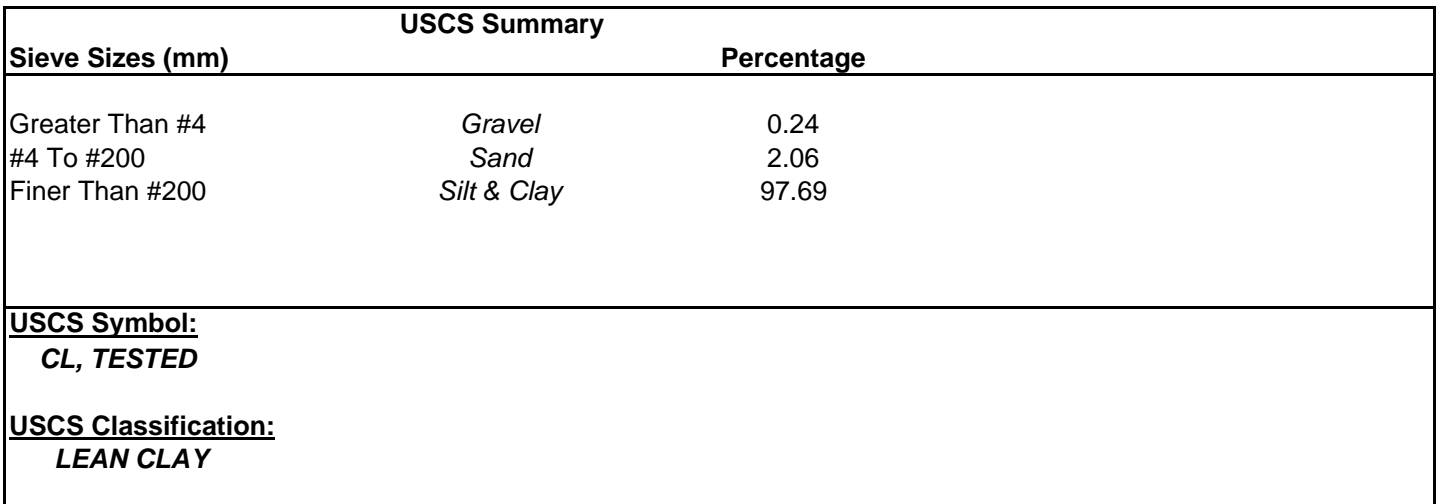 USCS Summary
Sieve Sizes (mm) Percentage
Greater Than #4 Gravel 0.24
#4 To #200 Sand 2.06
Finer Than #200 Silt & Clay 97.69
USCS Symbol:
CL, TESTED
USCS Classification:
LEAN CLAY